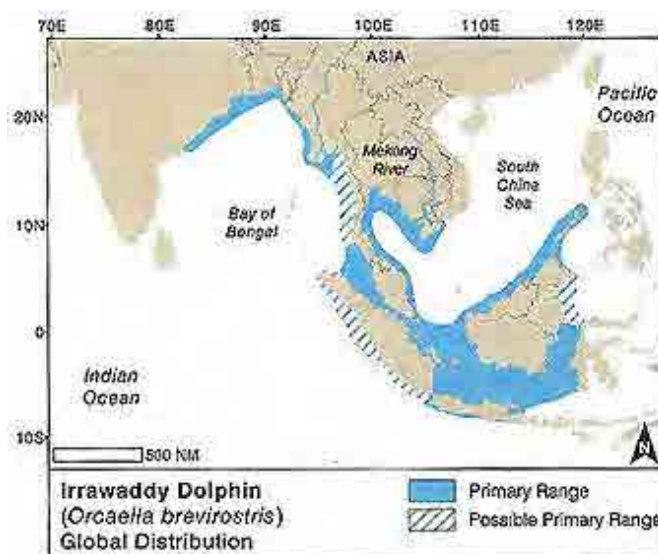 70E 80E 90E 100E 110E 120E
ASIA
20N
Pacific
Ocean
Mekong
River
South
China
Sea
Bay of
Bengal
10N
0
Indian
Ocean
10S
500 NM
N
Irrawaddy Dolphin
(Orcaella brevirostris)
Global Distribution
Primary Range
Possible Primary Range